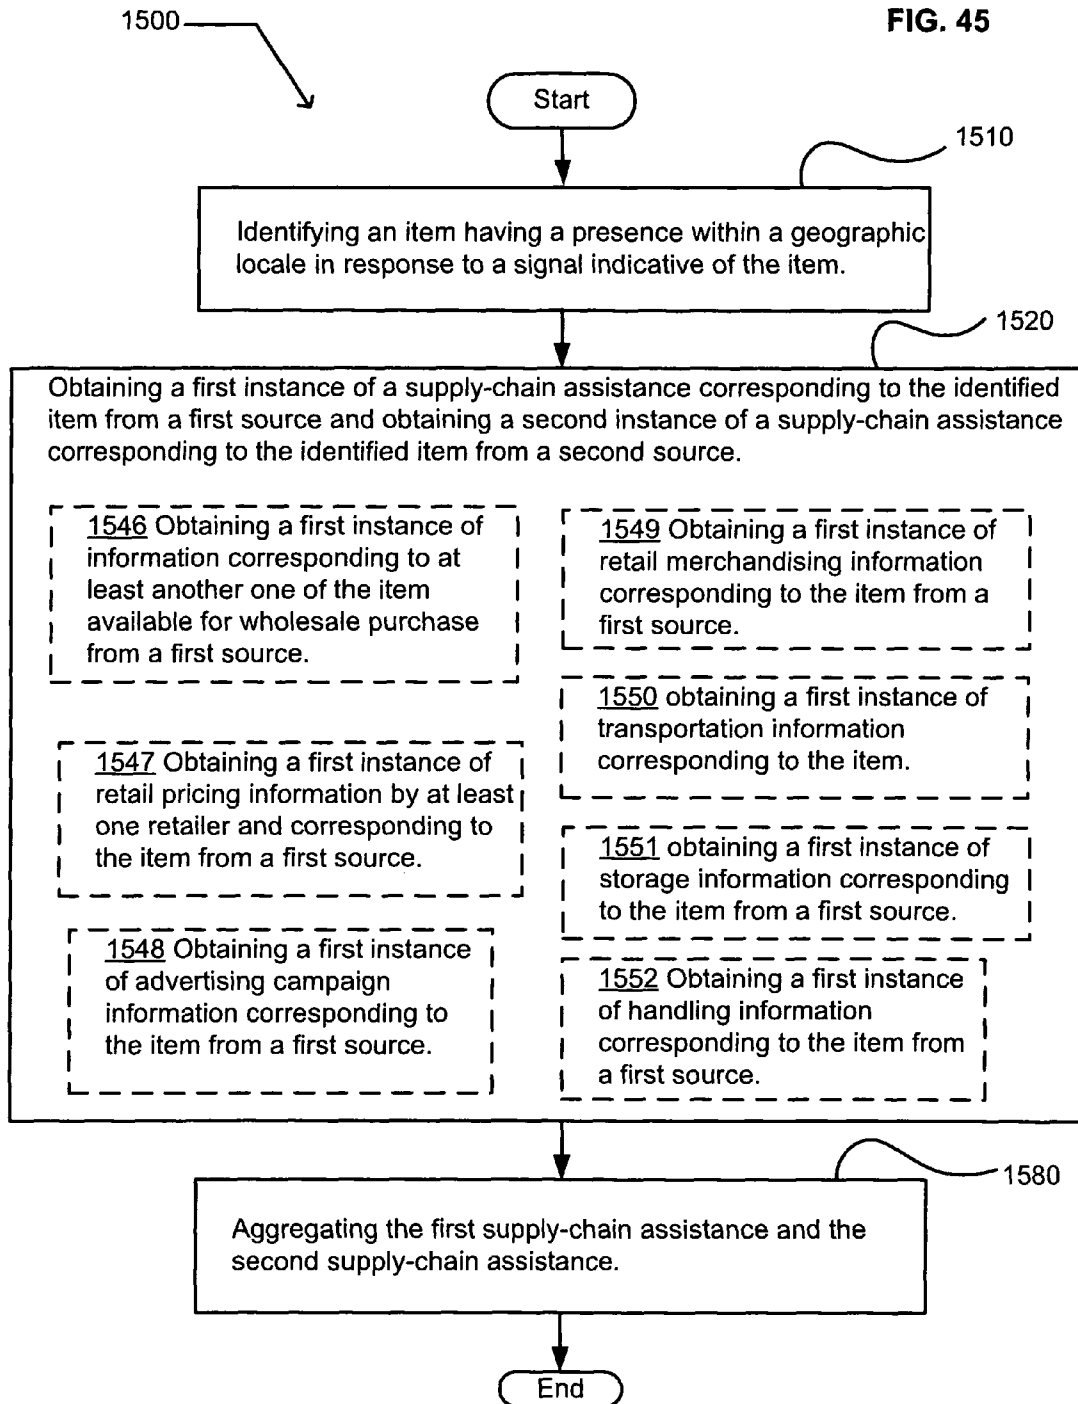 1500
FIG. 45
Start
1510
Identifying an item having a presence within a geographic
locale in response to a signal indicative of the item.
1520
Obtaining a first instance of a supply-chain assistance corresponding to the identified
item from a first source and obtaining a second instance of a supply-chain assistance
corresponding to the identified item from a second source.
1546 Obtaining a first instance of
information corresponding to at
least another one of the item
available for wholesale purchase
from a first source.
1547 Obtaining a first instance of
retail pricing information by at least
one retailer and corresponding to
the item from a first source.
1548 Obtaining a first instance
of advertising campaign
information corresponding to
the item from a first source.
1549 Obtaining a first instance of
retail merchandising information
corresponding to the item from a
first source.
1550 obtaining a first instance of
transportation information
corresponding to the item.
1551 obtaining a first instance of
storage information corresponding
to the item from a first source.
1552 Obtaining a first instance
of handling information
corresponding to the item from
a first source.
1580
Aggregating the first supply-chain assistance and the
second supply-chain assistance.
End